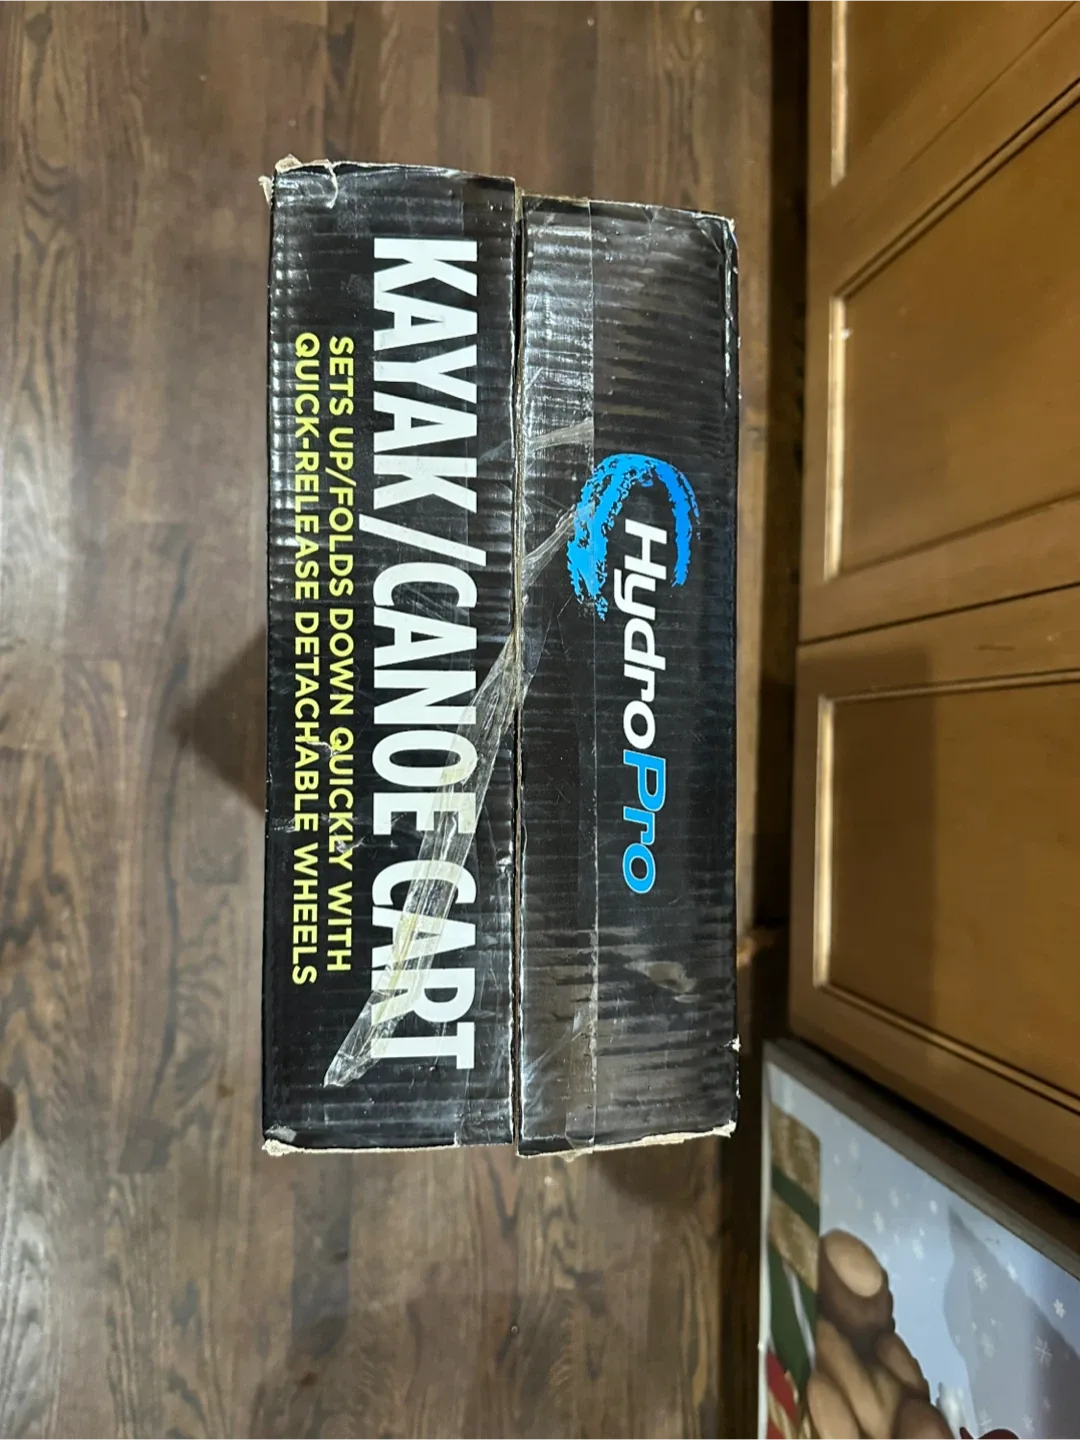 HydroPro
KAYAK/CANOE CART
SETS UP/FOLDS DOWN QUICKLY WITH
QUICK-RELEASE DETACHABLE WHEELS